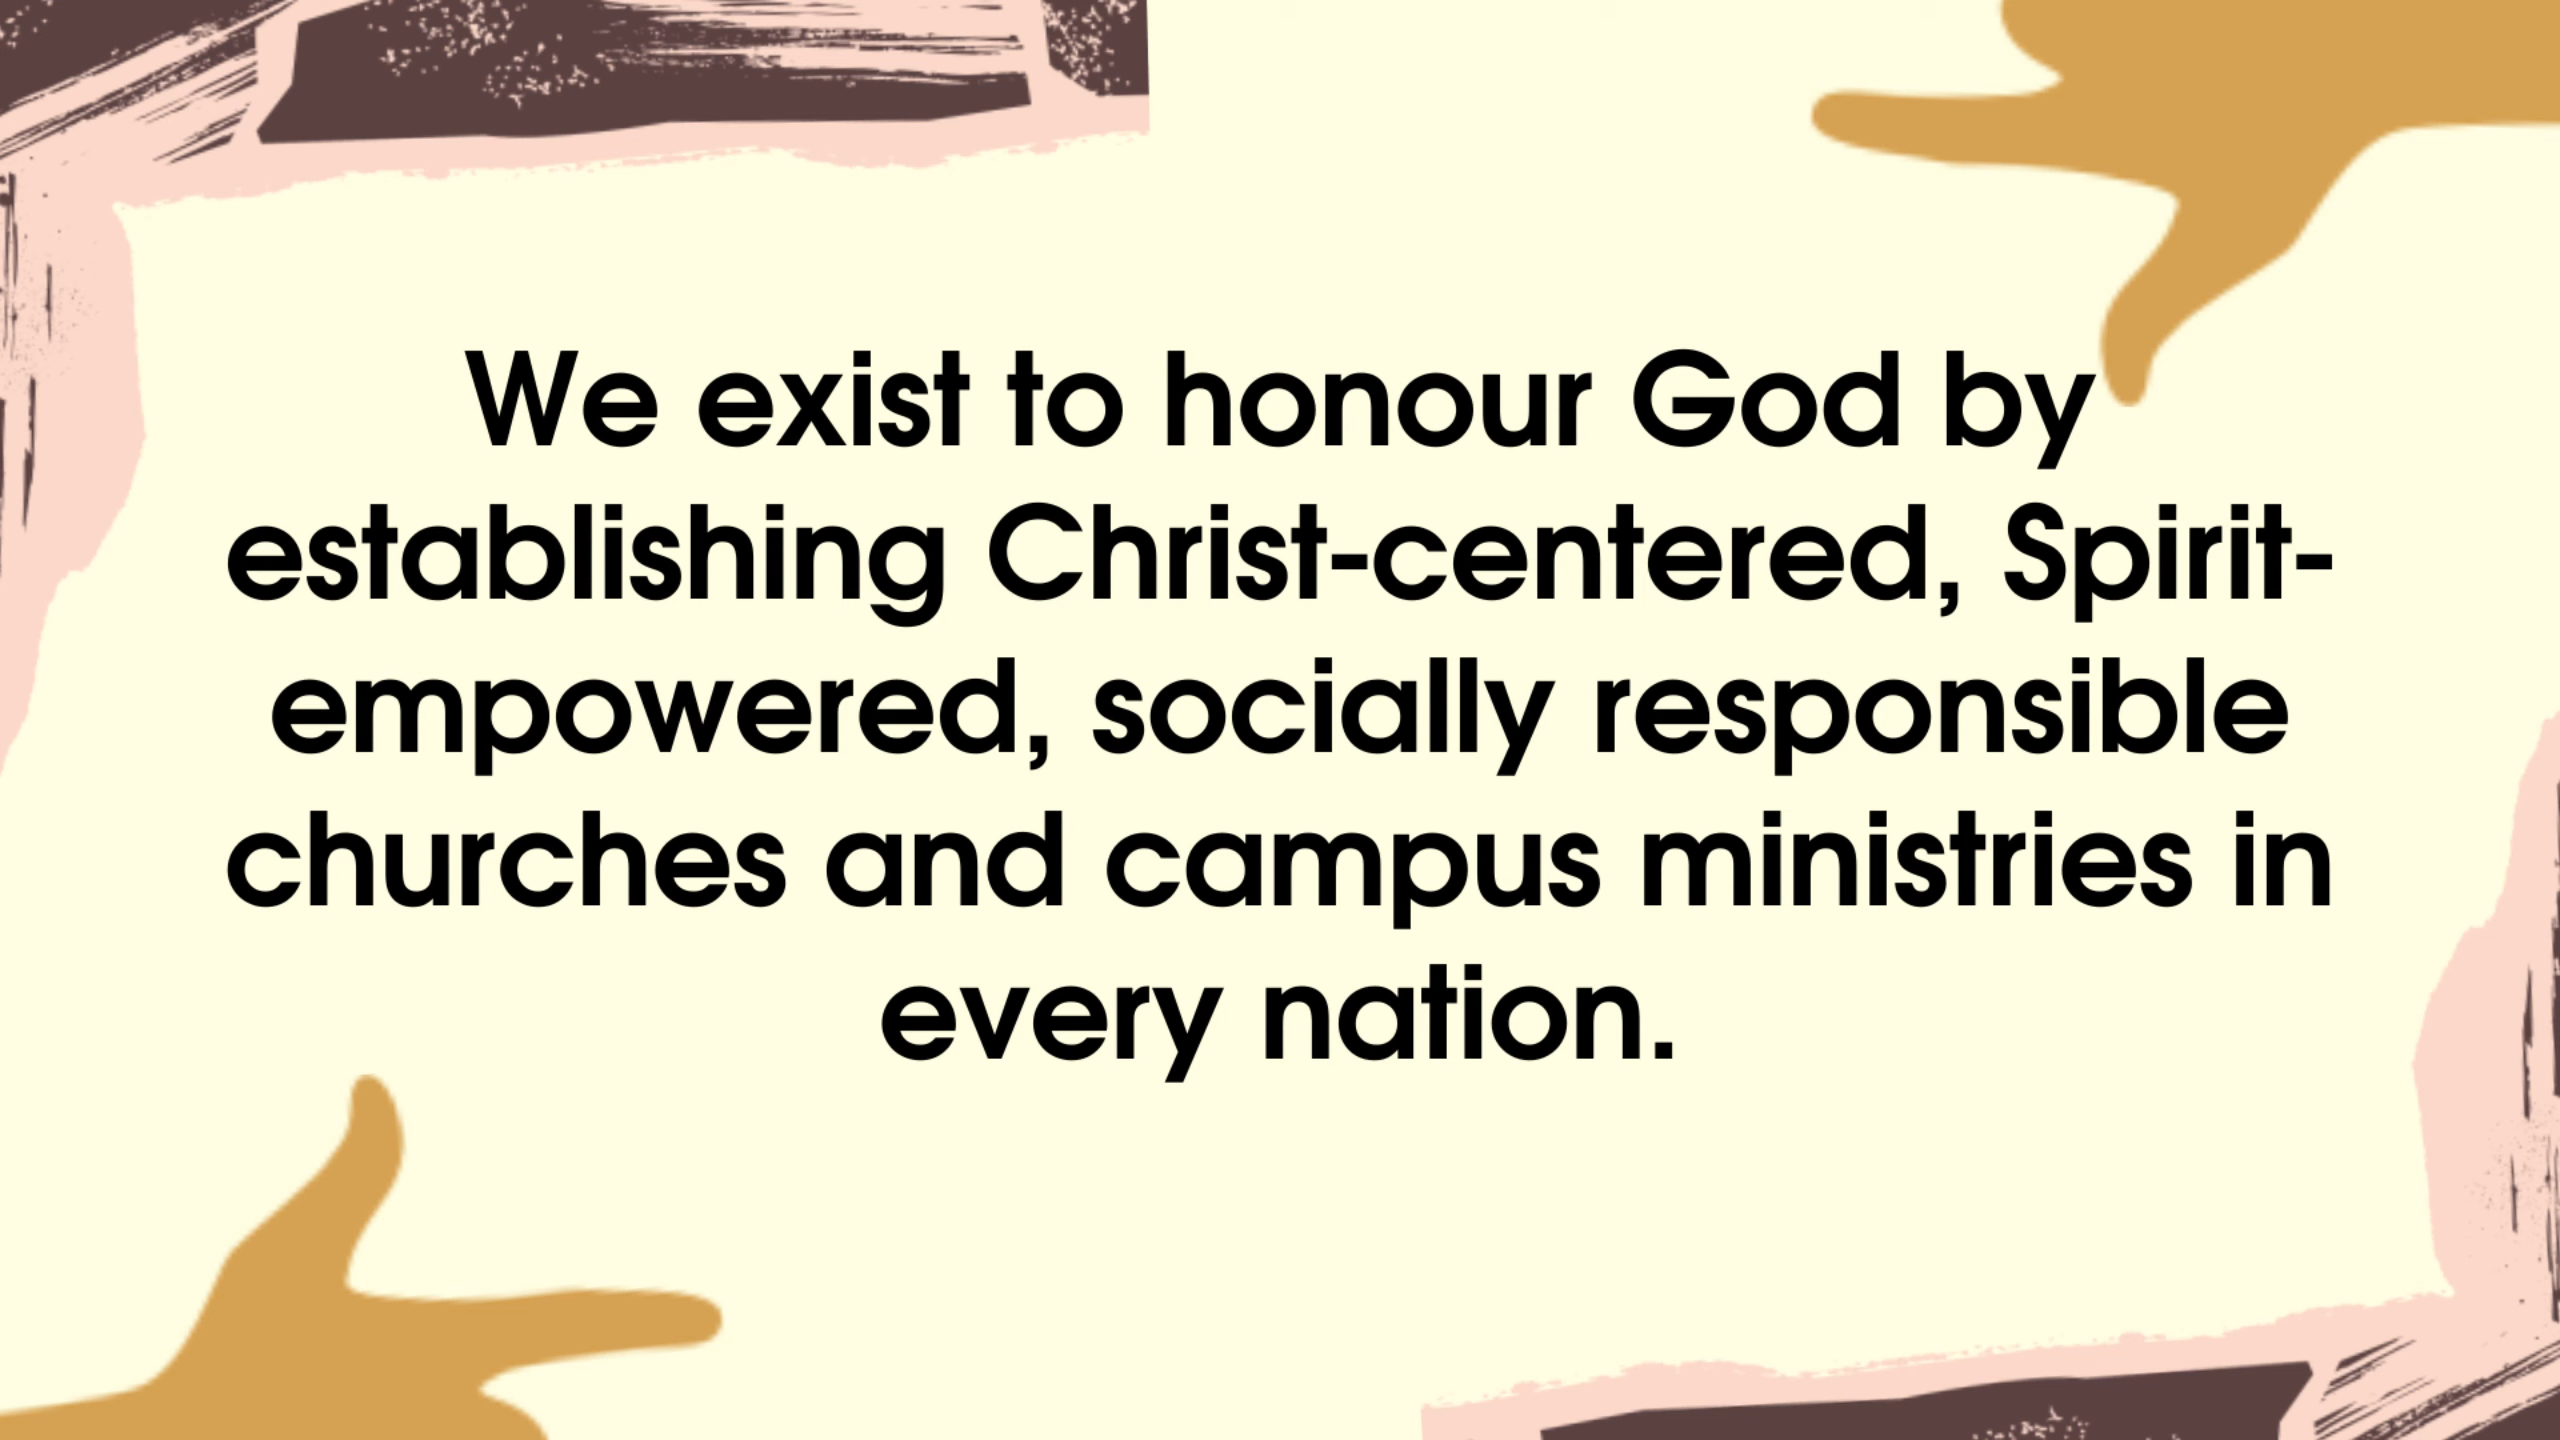 We exist to honour God by
establishing Christ-centered, Spirit-
empowered, socially responsible
churches and campus ministries in
every nation.